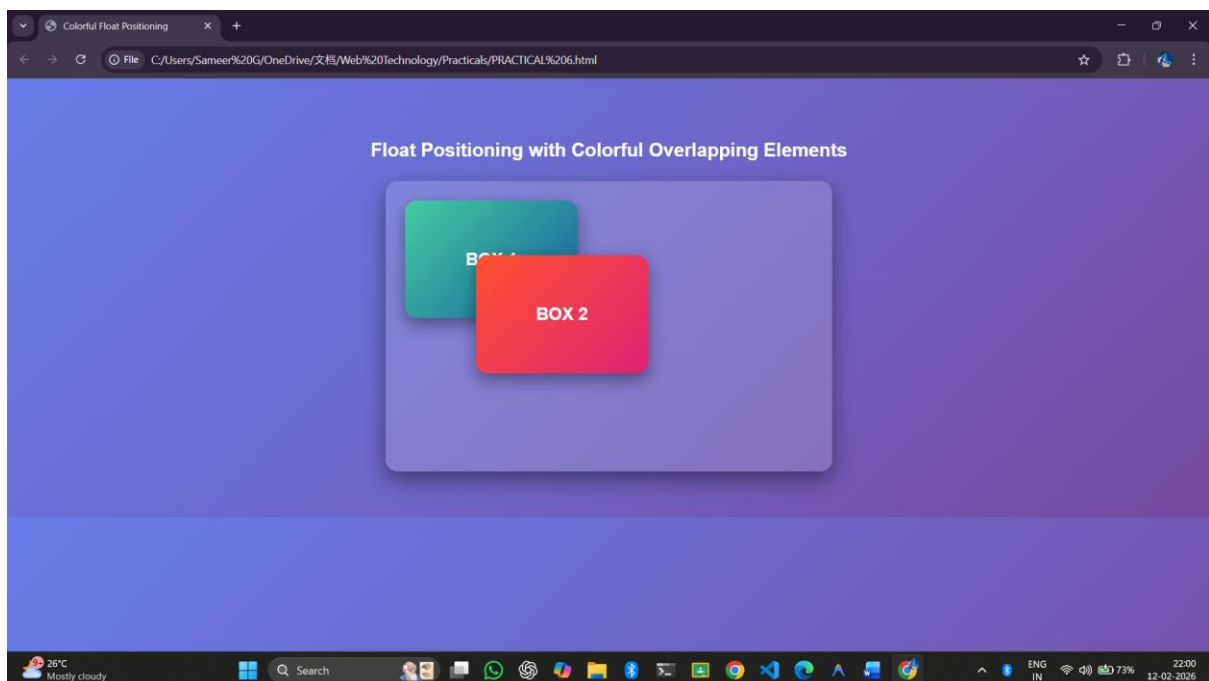 Colorful Float Positioning
File C:/Users/Sameer%20G/OneDrive/文档/Web%20Technology/Practicals/PRACTICAL%206.html
Float Positioning with Colorful Overlapping Elements
BOX 2
26°C
Mostly cloudy
Search
ENG
IN
73%
22:00
12-02-2026